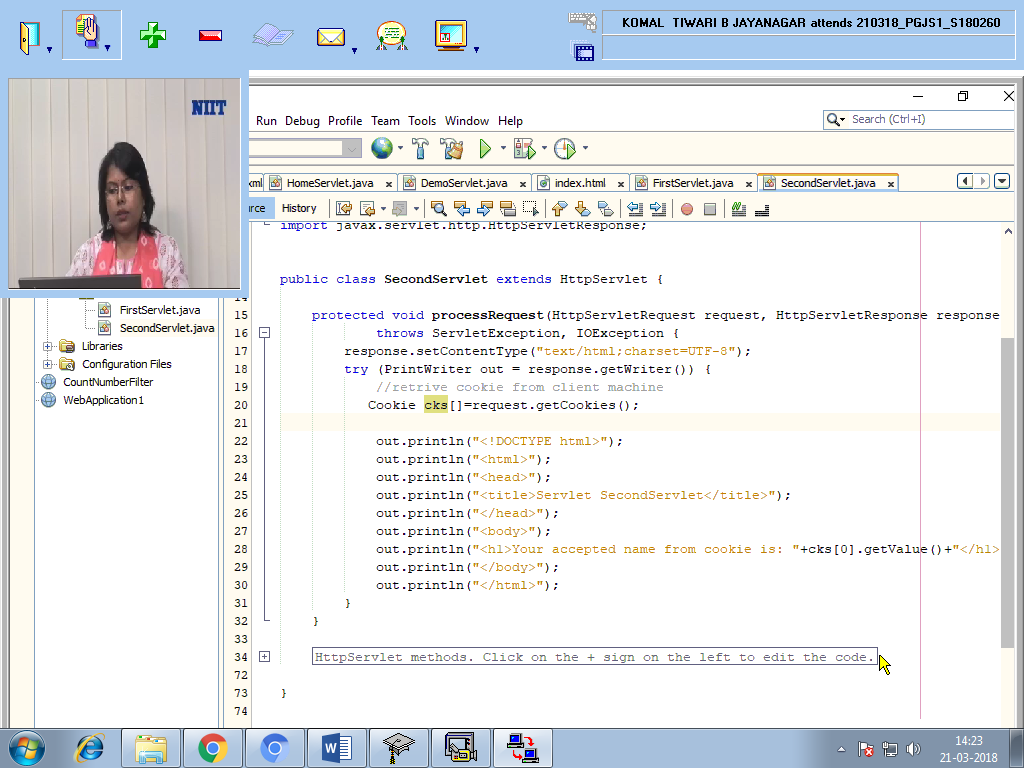 KOMAL TIWARI B JAYANAGAR attends 210318_PGJS1_S180260
NIIT
Run Debug Profile Team Tools Window Help
Search (Ctrl+I)
xml HomeServlet.java DemoServlet.java index.html FirstServlet.java SecondServlet.java
rce History
import javax.servlet.http.HttpServletResponse;
public class SecondServlet extends HttpServlet {
14
FirstServlet.java
SecondServlet.java
Libraries
Configuration Files
CountNumberFilter
WebApplication1
15 protected void processRequest(HttpServletRequest request, HttpServletResponse response
16 throws ServletException, IOException {
17 response.setContentType("text/html;charset=UTF-8");
18 try (PrintWriter out = response.getWriter()) {
19 //retrive cookie from client machine
20 Cookie cks[]=request.getCookies();
21
22 out.println("<!DOCTYPE html>");
23 out.println("<html>");
24 out.println("<head>");
25 out.println("<title>Servlet SecondServlet</title>");
26 out.println("</head>");
27 out.println("<body>");
28 out.println("<h1>Your accepted name from cookie is: "+cks[0].getValue()+"</h1>
29 out.println("</body>");
30 out.println("</html>");
31 }
32 }
33
34 HttpServlet methods. Click on the + sign on the left to edit the code.
72
73 }
74
14:23
21-03-2018